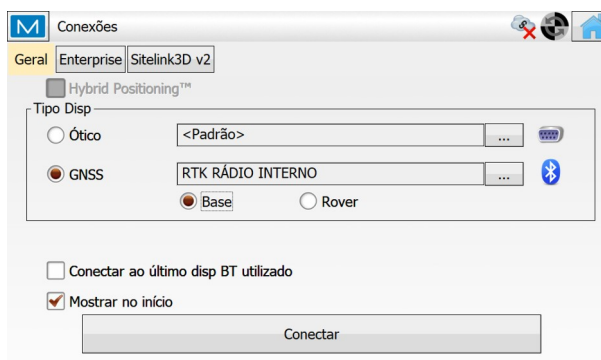 M Conexões
Geral Enterprise Sitelink3D v2
Hybrid Positioning™
Tipo Disp
Ótico <Padrão> ...
GNSS RTK RÁDIO INTERNO ...
Base Rover
Conectar ao último disp BT utilizado
Mostrar no início
Conectar